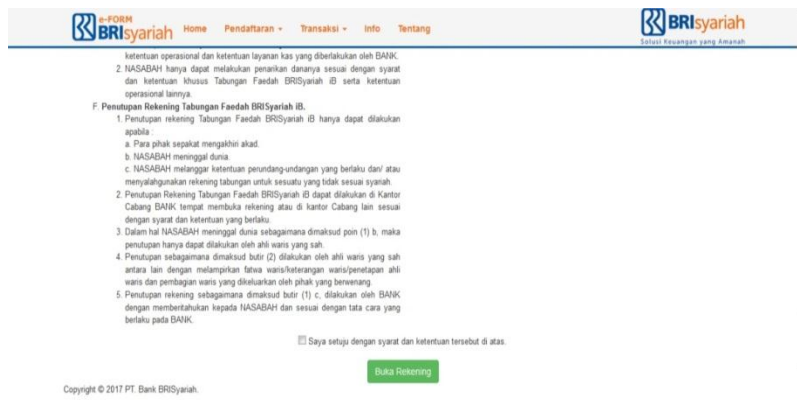 e-FORM
BRIsyariah
Home Pendaftaran Transaksi Info Tentang
BRIsyariah
Solusi Keuangan yang Amanah
ketentuan operasional dan ketentuan layanan kas yang diberlakukan oleh BANK.
2. NASABAH hanya dapat melakukan penarikan dananya sesuai dengan syarat
dan ketentuan khusus Tabungan Faedah BRISyariah iB serta ketentuan
operasional lainnya.
F. Penutupan Rekening Tabungan Faedah BRISyariah iB.
1. Penutupan rekening Tabungan Faedah BRISyariah iB hanya dapat dilakukan
apabila :
a. Para pihak sepakat mengakhiri akad.
b. NASABAH meninggal dunia.
c. NASABAH melanggar ketentuan perundang-undangan yang berlaku dan/ atau
menyalahgunakan rekening tabungan untuk sesuatu yang tidak sesuai syariah.
2. Penutupan Rekening Tabungan Faedah BRISyariah iB dapat dilakukan di Kantor
Cabang BANK tempat membuka rekening atau di kantor Cabang lain sesuai
dengan syarat dan ketentuan yang berlaku.
3. Dalam hal NASABAH meninggal dunia sebagaimana dimaksud poin (1) b, maka
penutupan hanya dapat dilakukan oleh ahli waris yang sah.
4. Penutupan sebagaimana dimaksud butir (2) dilakukan oleh ahli waris yang sah
antara lain dengan melampirkan fatwa waris/keterangan waris/penetapan ahli
waris dan pembagian waris yang dikeluarkan oleh pihak yang berwenang.
5. Penutupan rekening sebagaimana dimaksud butir (1) c, dilakukan oleh BANK
dengan memberitahukan kepada NASABAH dan sesuai dengan tata cara yang
berlaku pada BANK.
Saya setuju dengan syarat dan ketentuan tersebut di atas.
Buka Rekening
Copyright © 2017 PT. Bank BRISyariah.